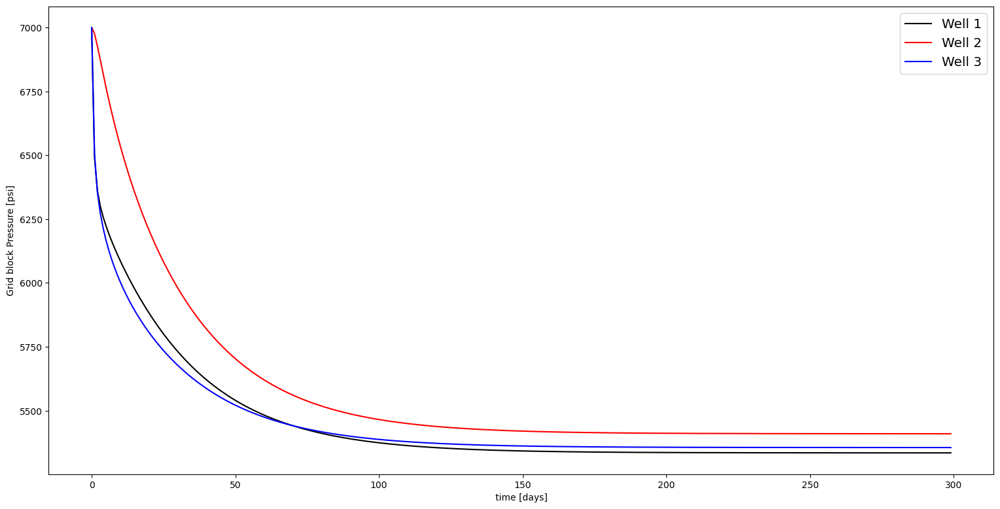 Well 1
Well 2
Well 3
7000
6750
6500
6250
6000
5750
5500
Grid block Pressure [psi]
0 50 100 150 200 250 300
time [days]